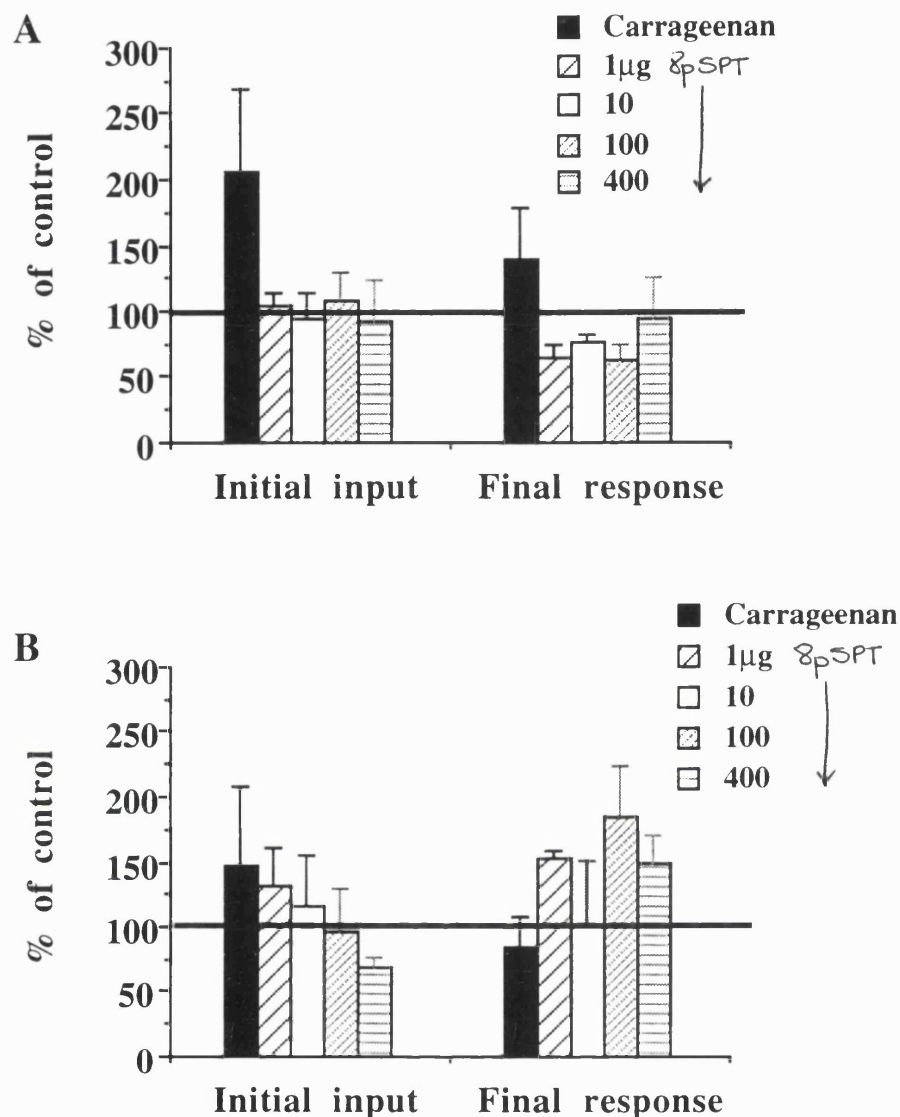 A
Carrageenan
1µg 8pSPT
10
100
400
% of control
300
250
200
150
100
50
0
Initial input Final response
B
Carrageenan
1µg 8pSPT
10
100
400
% of control
300
250
200
150
100
50
0
Initial input Final response